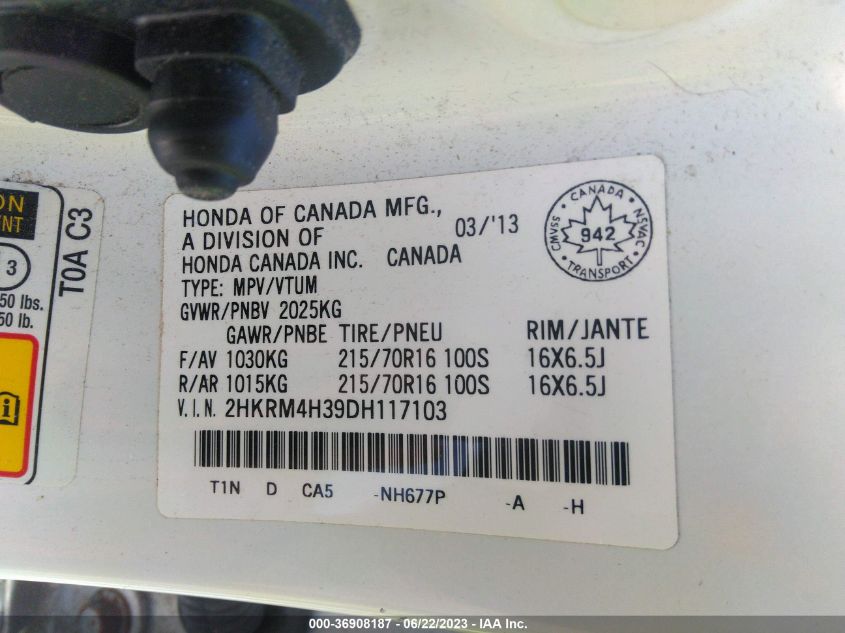 HONDA OF CANADA MFG., 03/'13
A DIVISION OF
HONDA CANADA INC. CANADA
TYPE: MPV/VTUM
GVWR/PNBV 2025KG
GAWR/PNBE TIRE/PNEU RIM/JANTE
F/AV 1030KG 215/70R16 100S 16X6.5J
R/AR 1015KG 215/70R16 100S 16X6.5J
V.I.N. 2HKRM4H39DH117103
T1N D CA5 -NH677P -A -H
CANADA
CMVSS 942 NSVAC
TRANSPORT
T0A C3
3
50 lbs.
50 lb.
000-36908187 - 06/22/2023 - IAA Inc.